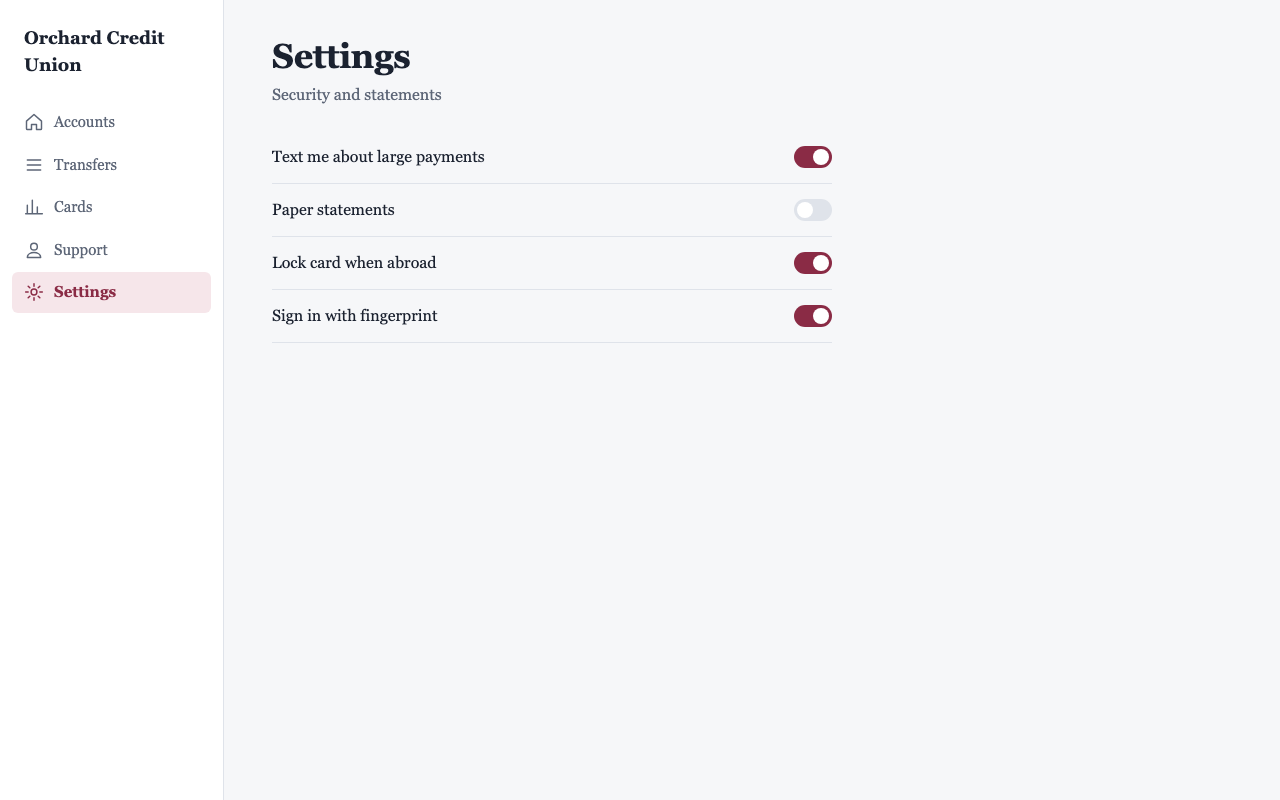 Orchard Credit
Union
Accounts
Transfers
Cards
Support
Settings
Settings
Security and statements
Text me about large payments
Paper statements
Lock card when abroad
Sign in with fingerprint